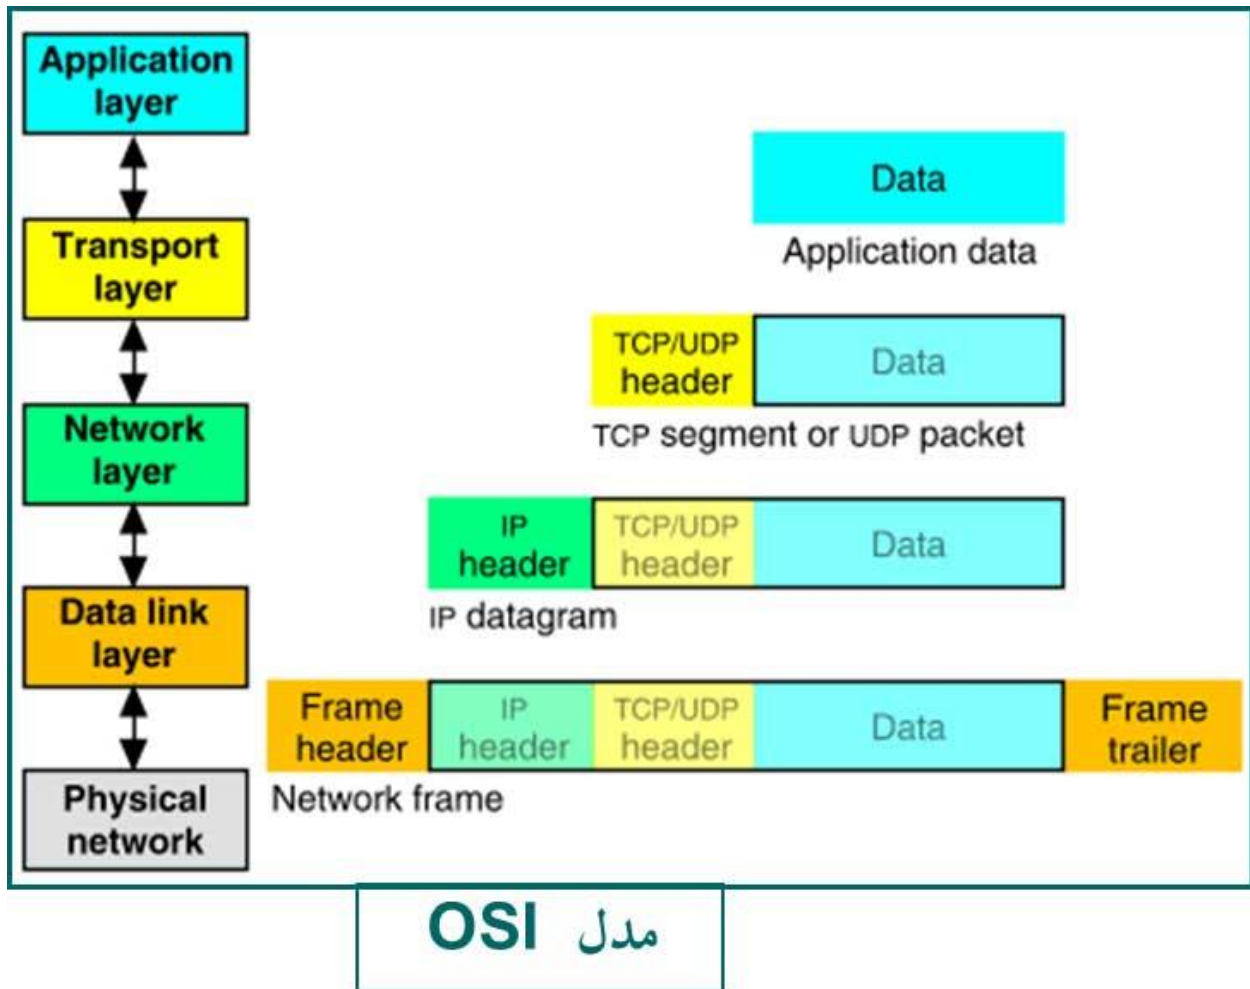 Application
layer
Data
Application data
Transport
layer
TCP/UDP
header
Data
TCP segment or UDP packet
Network
layer
IP
header
TCP/UDP
header
Data
IP datagram
Data link
layer
Frame
header
IP
header
TCP/UDP
header
Data
Frame
trailer
Network frame
Physical
network
مدل OSI